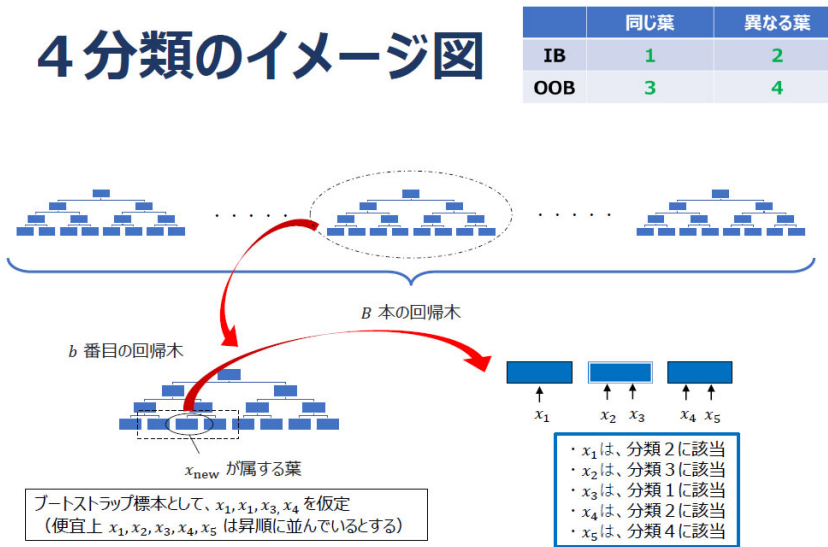 4分類のイメージ図
同じ葉 異なる葉
IB 1 2
OOB 3 4
. . . . .
. . . . .
B 本の回帰木
b 番目の回帰木
x₁ x₂ x₃ x₄ x₅
x_new が属する葉
ブートストラップ標本として、x₁, x₁, x₃, x₄ を仮定
(便宜上 x₁, x₂, x₃, x₄, x₅ は昇順に並んでいるとする)
・x₁は、分類2に該当
・x₂は、分類3に該当
・x₃は、分類1に該当
・x₄は、分類2に該当
・x₅は、分類4に該当